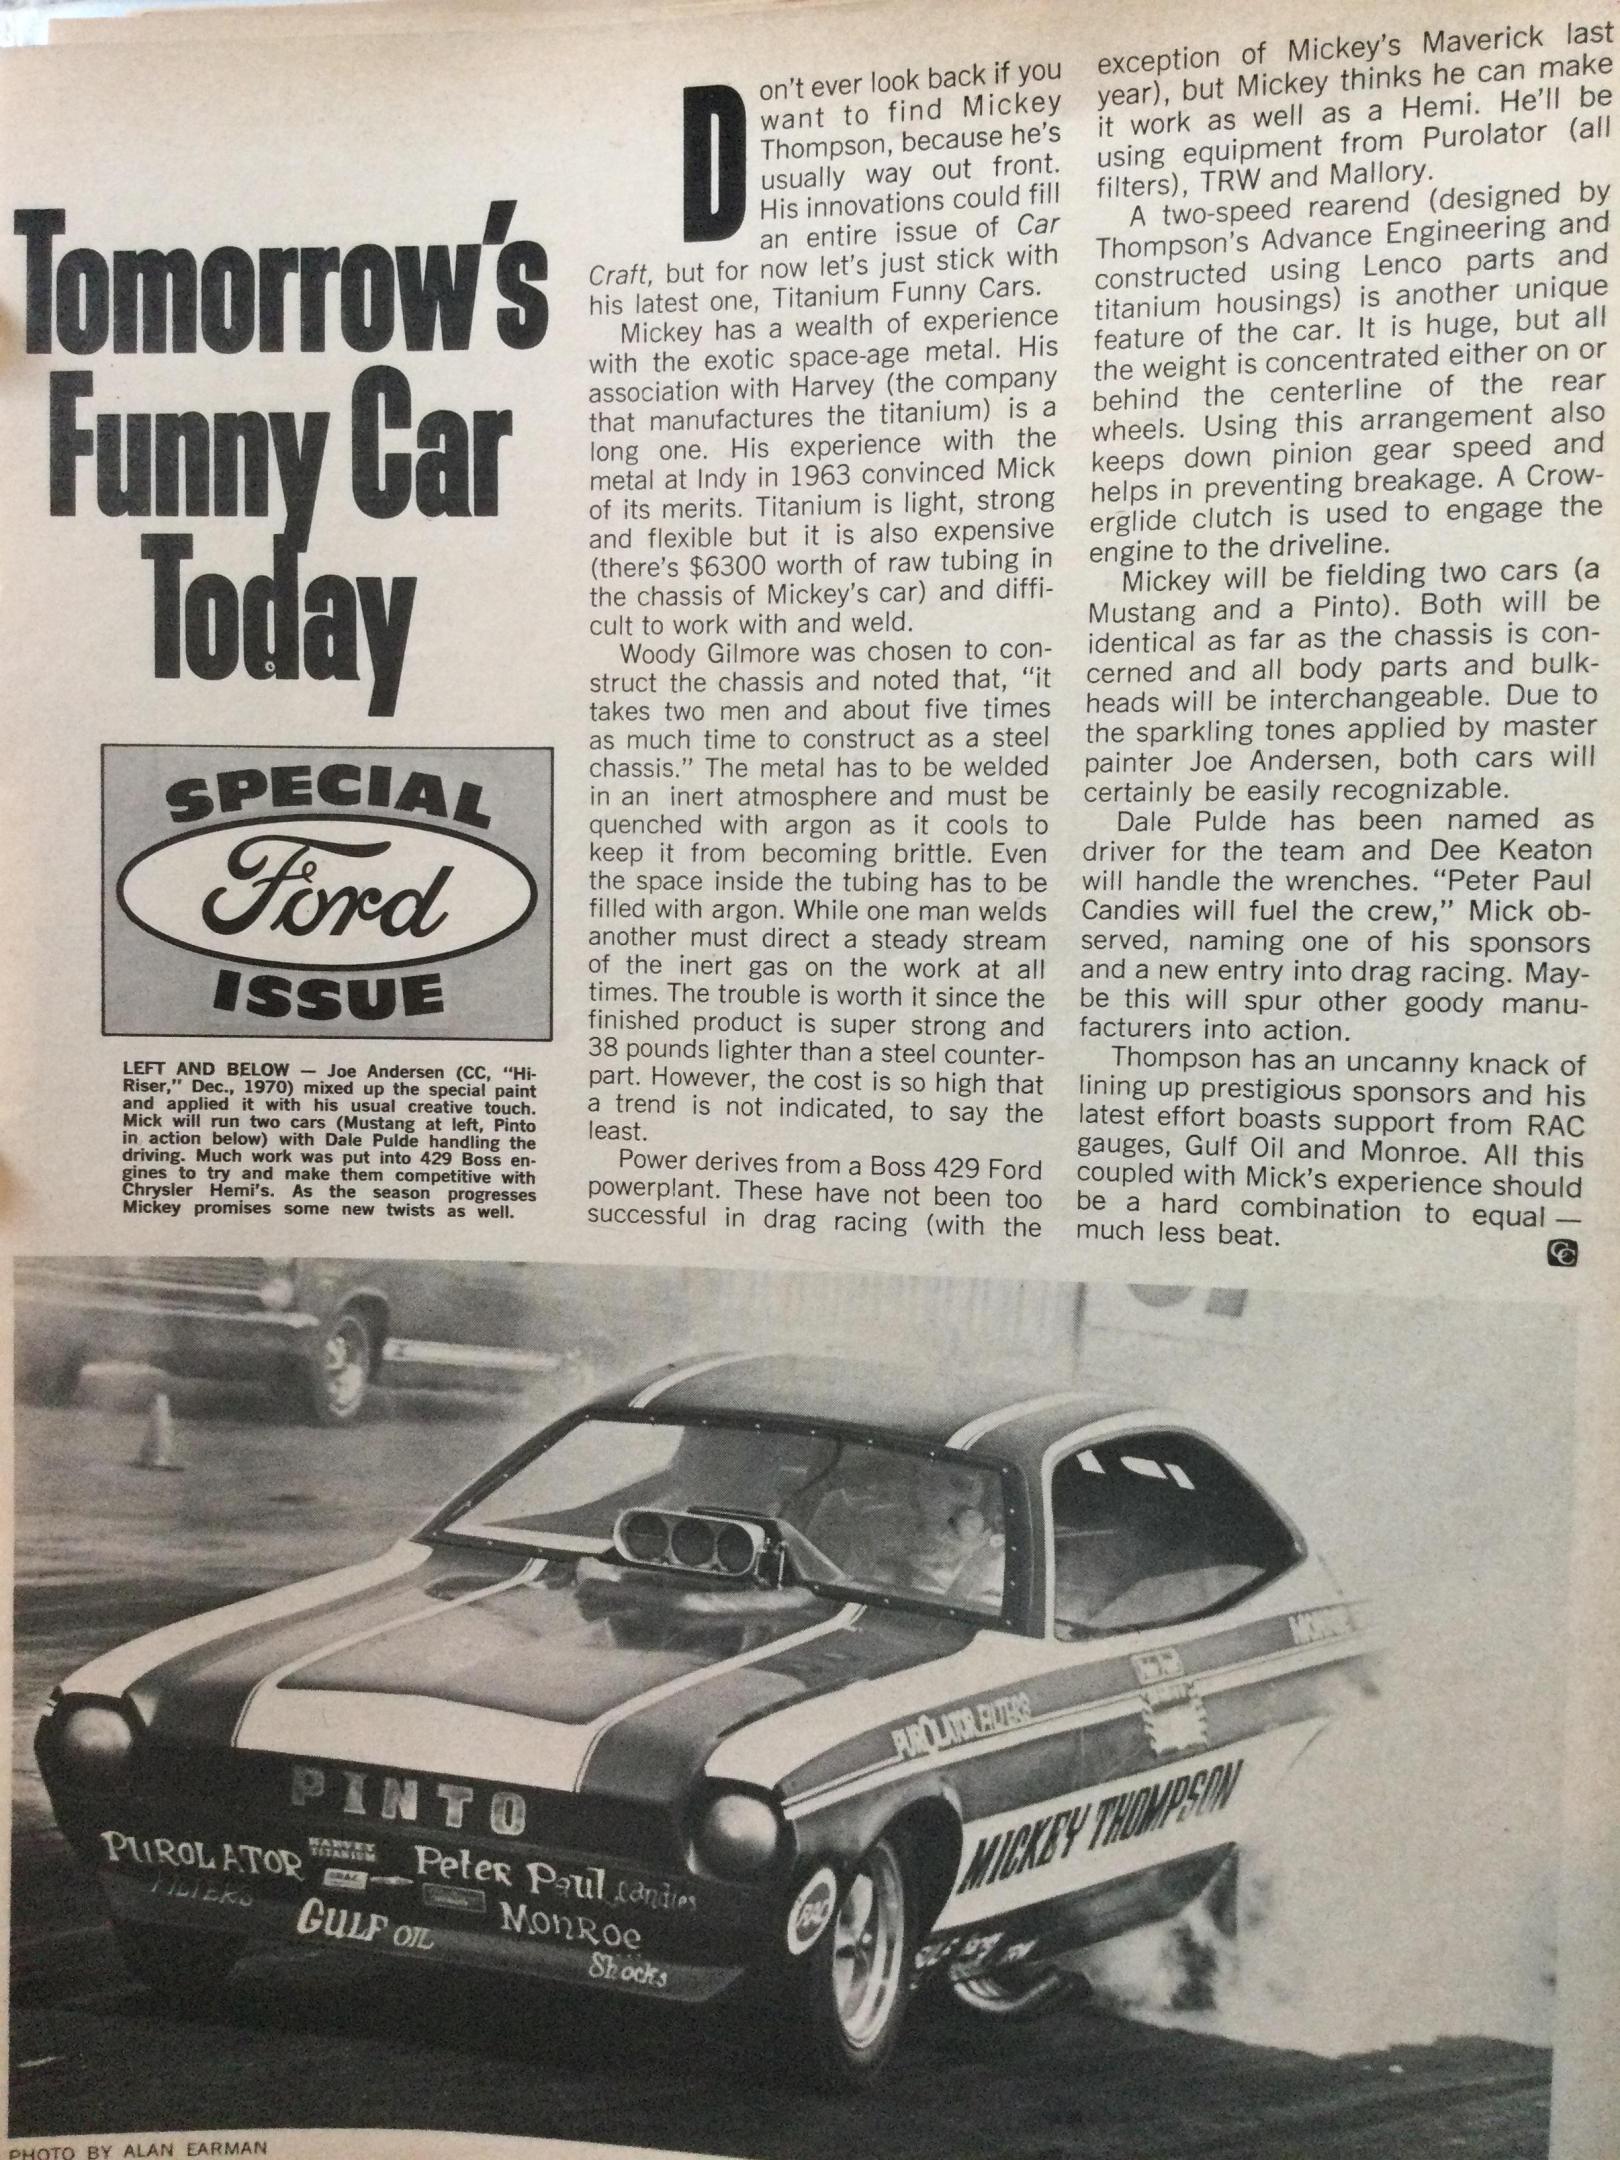 Tomorrow's
Funny Car
Today
SPECIAL
Ford
ISSUE
LEFT AND BELOW — Joe Andersen (CC, "Hi-
Riser," Dec., 1970) mixed up the special paint
and applied it with his usual creative touch.
Mick will run two cars (Mustang at left, Pinto
in action below) with Dale Pulde handling the
driving. Much work was put into 429 Boss en-
gines to try and make them competitive with
Chrysler Hemi's. As the season progresses
Mickey promises some new twists as well.
Don't ever look back if you
want to find Mickey
Thompson, because he's
usually way out front.
His innovations could fill
an entire issue of Car
Craft, but for now let's just stick with
his latest one, Titanium Funny Cars.
Mickey has a wealth of experience
with the exotic space-age metal. His
association with Harvey (the company
that manufactures the titanium) is a
long one. His experience with the
metal at Indy in 1963 convinced Mick
of its merits. Titanium is light, strong
and flexible but it is also expensive
(there's $6300 worth of raw tubing in
the chassis of Mickey's car) and diffi-
cult to work with and weld.
Woody Gilmore was chosen to con-
struct the chassis and noted that, "it
takes two men and about five times
as much time to construct as a steel
chassis." The metal has to be welded
in an inert atmosphere and must be
quenched with argon as it cools to
keep it from becoming brittle. Even
the space inside the tubing has to be
filled with argon. While one man welds
another must direct a steady stream
of the inert gas on the work at all
times. The trouble is worth it since the
finished product is super strong and
38 pounds lighter than a steel counter-
part. However, the cost is so high that
a trend is not indicated, to say the
least.
Power derives from a Boss 429 Ford
powerplant. These have not been too
successful in drag racing (with the
exception of Mickey's Maverick last
year), but Mickey thinks he can make
it work as well as a Hemi. He'll be
using equipment from Purolator (all
filters), TRW and Mallory.
A two-speed rearend (designed by
Thompson's Advance Engineering and
constructed using Lenco parts and
titanium housings) is another unique
feature of the car. It is huge, but all
the weight is concentrated either on or
behind the centerline of the rear
wheels. Using this arrangement also
keeps down pinion gear speed and
helps in preventing breakage. A Crow-
erglide clutch is used to engage the
engine to the driveline.
Mickey will be fielding two cars (a
Mustang and a Pinto). Both will be
identical as far as the chassis is con-
cerned and all body parts and bulk-
heads will be interchangeable. Due to
the sparkling tones applied by master
painter Joe Andersen, both cars will
certainly be easily recognizable.
Dale Pulde has been named as
driver for the team and Dee Keaton
will handle the wrenches. "Peter Paul
Candies will fuel the crew," Mick ob-
served, naming one of his sponsors
and a new entry into drag racing. May-
be this will spur other goody manu-
facturers into action.
Thompson has an uncanny knack of
lining up prestigious sponsors and his
latest effort boasts support from RAC
gauges, Gulf Oil and Monroe. All this
coupled with Mick's experience should
be a hard combination to equal —
much less beat.
CC
MONROE
PUROLATOR FILTERS
MICKEY THOMPSON
PINTO
PUROLATOR
FILTERS
HARVEY
TITANIUM
Peter Paul candies
RAC
GULF OIL
MONROE
Shocks
PHOTO BY ALAN EARMAN